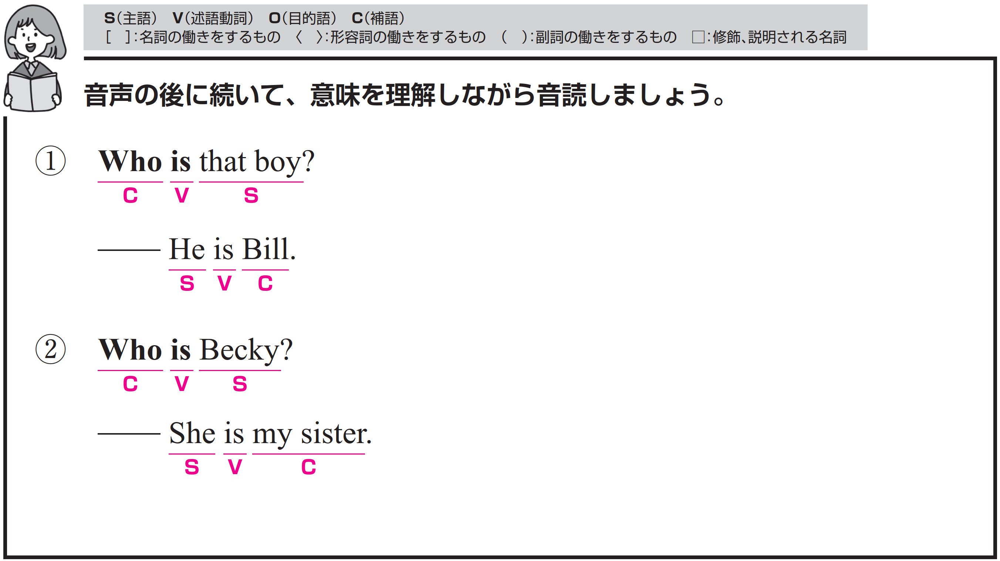 S（主語）　V（述語動詞）　O（目的語）　C（補語）
［　］：名詞の働きをするもの　〈　〉：形容詞の働きをするもの　（　）：副詞の働きをするもの　□：修飾、説明される名詞
音声の後に続いて、意味を理解しながら音読しましょう。
① Who is that boy?
C V S
—— He is Bill.
S V C
② Who is Becky?
C V S
—— She is my sister.
S V C